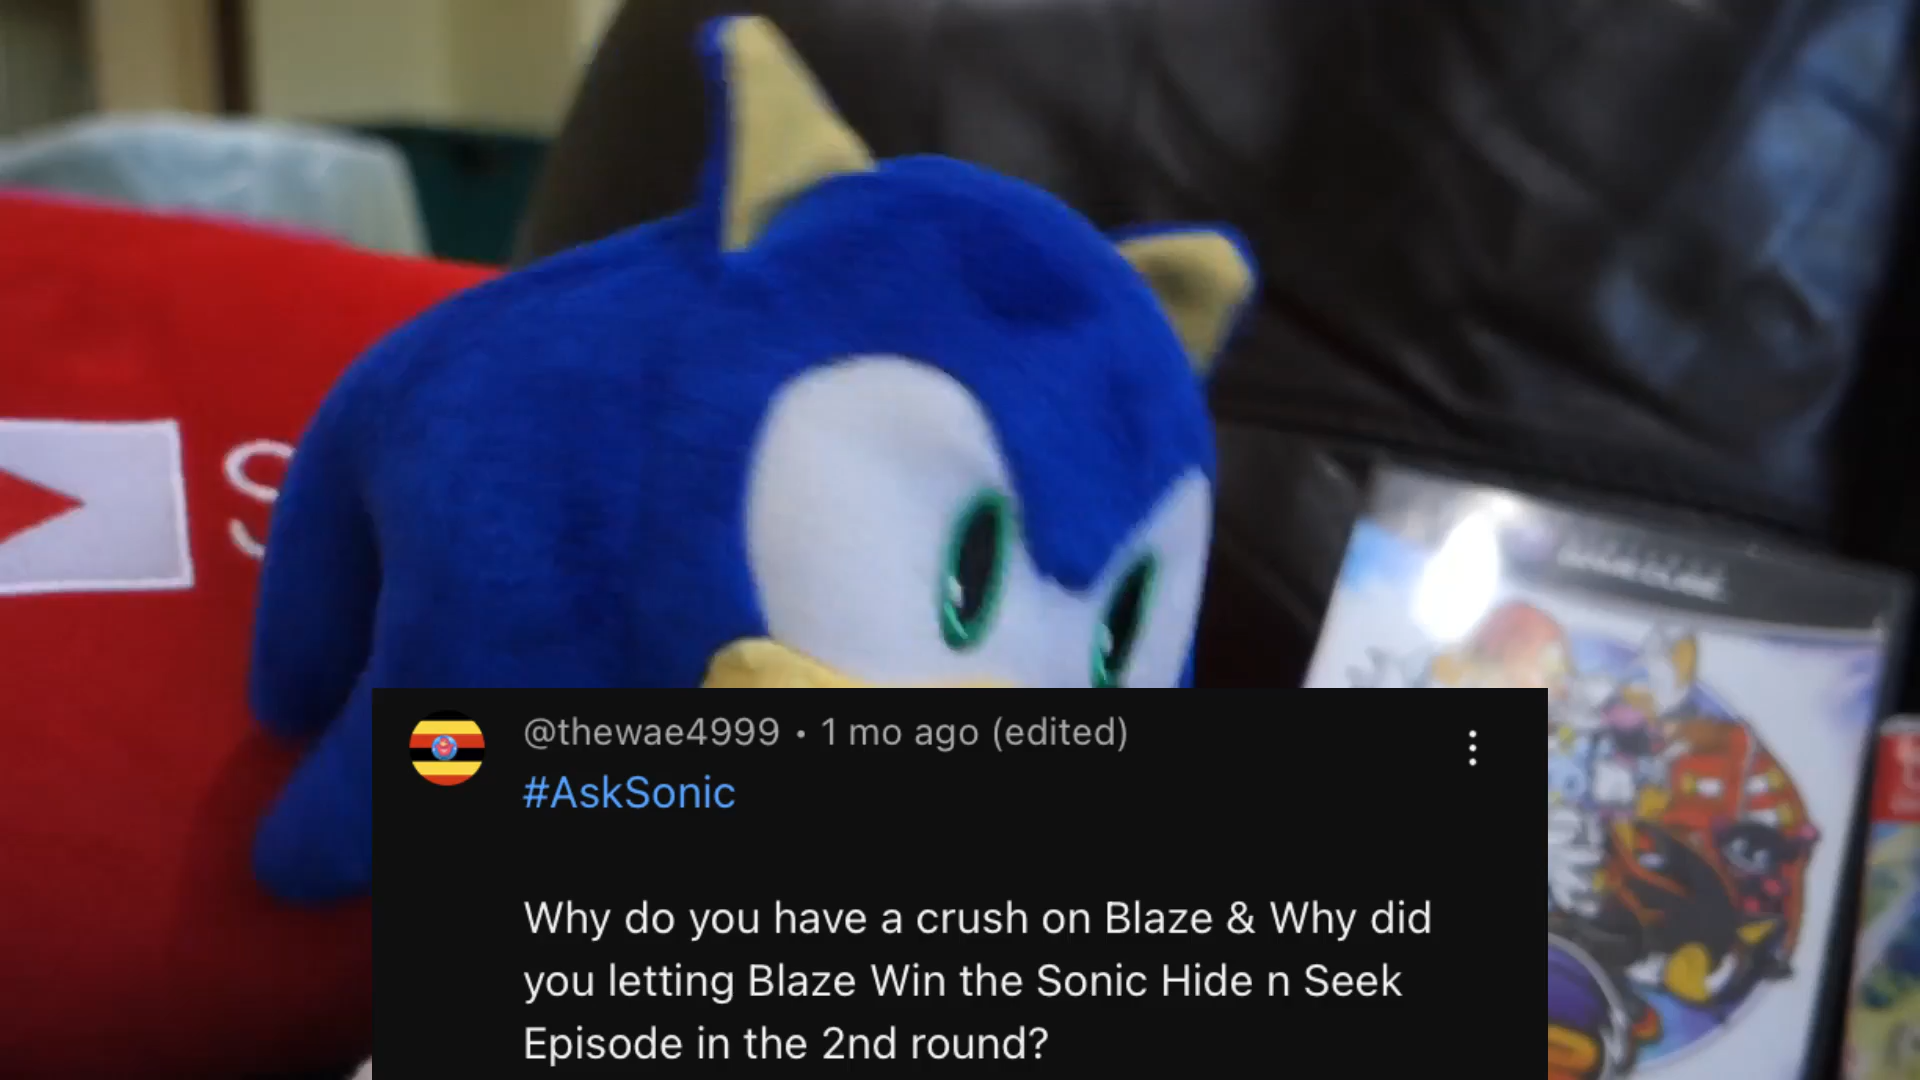 S
@thewae4999 • 1 mo ago (edited)
#AskSonic
Why do you have a crush on Blaze & Why did
you letting Blaze Win the Sonic Hide n Seek
Episode in the 2nd round?